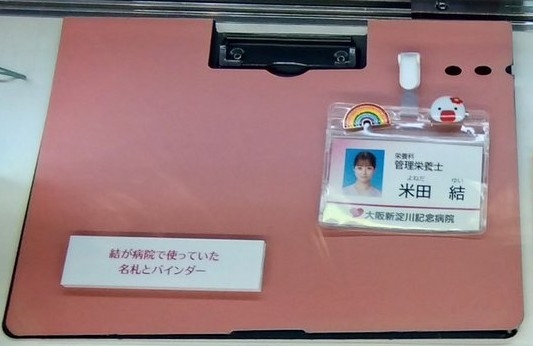 栄養科
管理栄養士
よねだ ゆい
米田 結
大阪新淀川記念病院
結が病院で使っていた
名札とバインダー